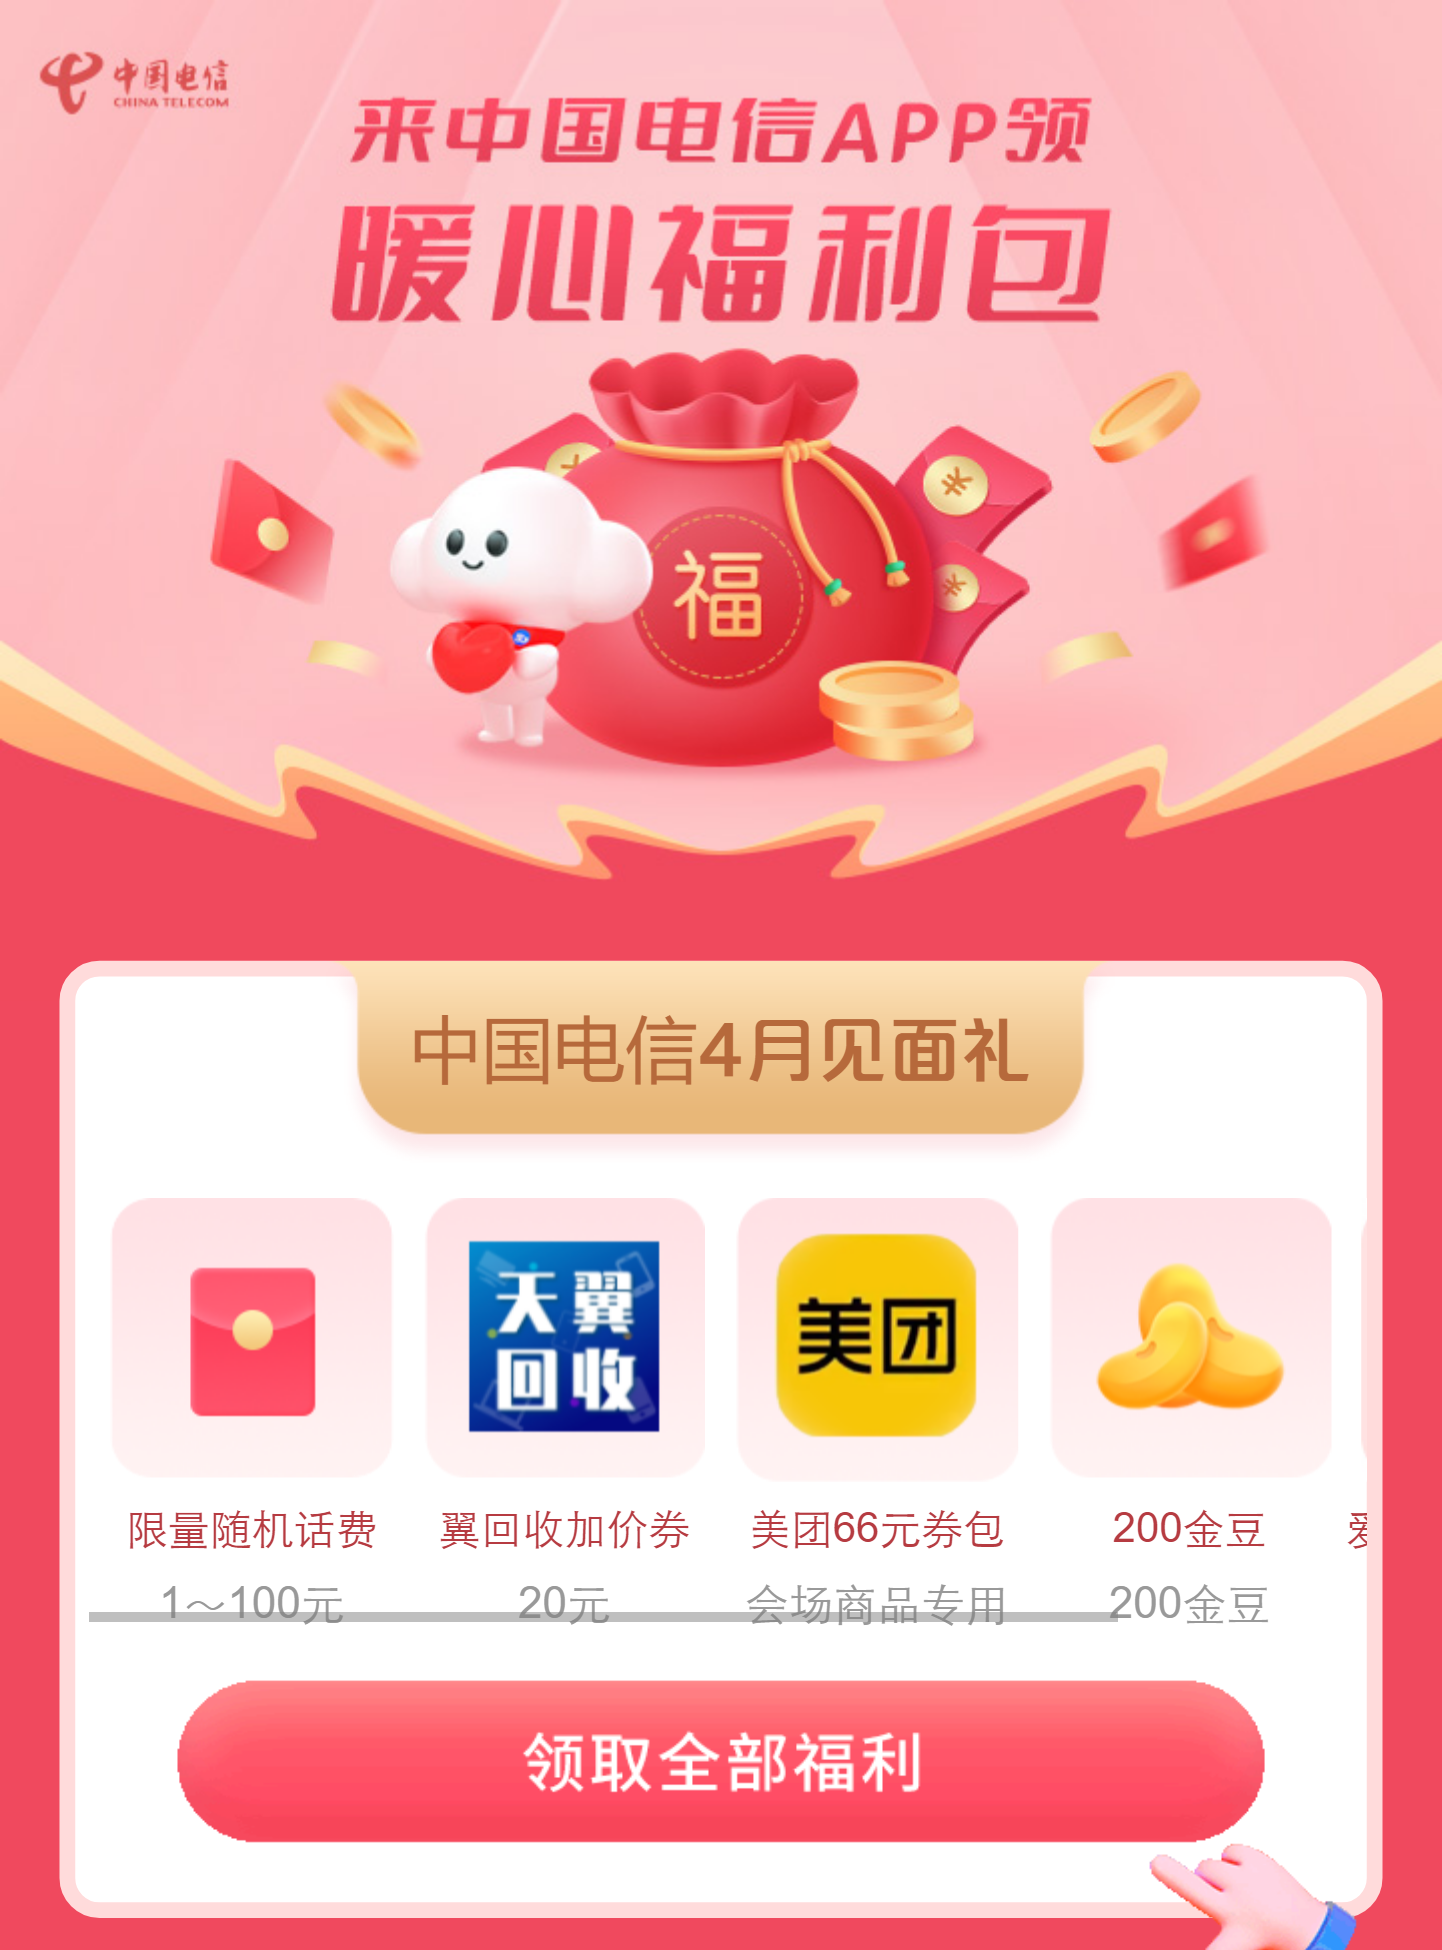 中国电信
CHINA TELECOM
来中国电信APP领
暖心福利包
福
中国电信4月见面礼
天翼
回收
美团
限量随机话费 翼回收加价券 美团66元券包 200金豆
1～100元 20元 会场商品专用 200金豆
领取全部福利